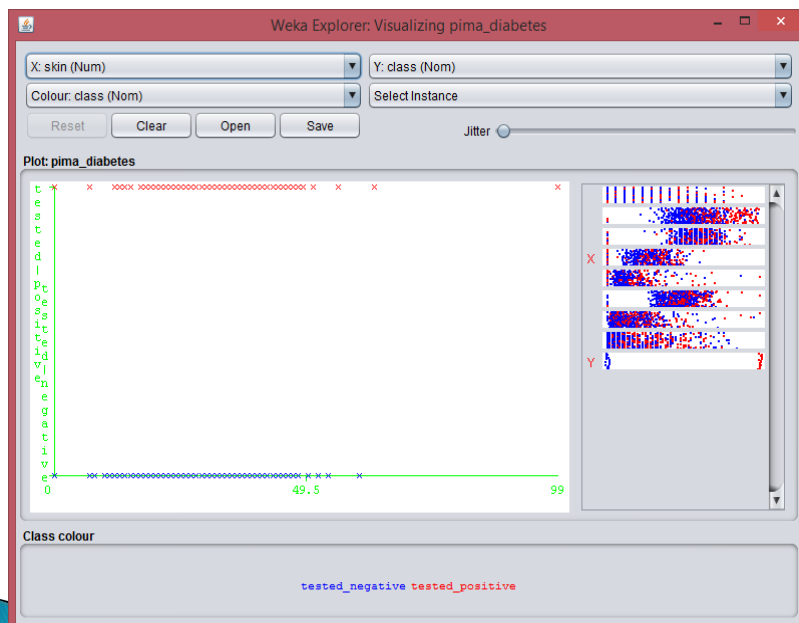 Weka Explorer: Visualizing pima_diabetes
X: skin (Num)
Y: class (Nom)
Colour: class (Nom)
Select Instance
Reset
Clear
Open
Save
Jitter
Plot: pima_diabetes
tested_positive
tested_negative
0
49.5
99
X
Y
Class colour
tested_negative tested_positive